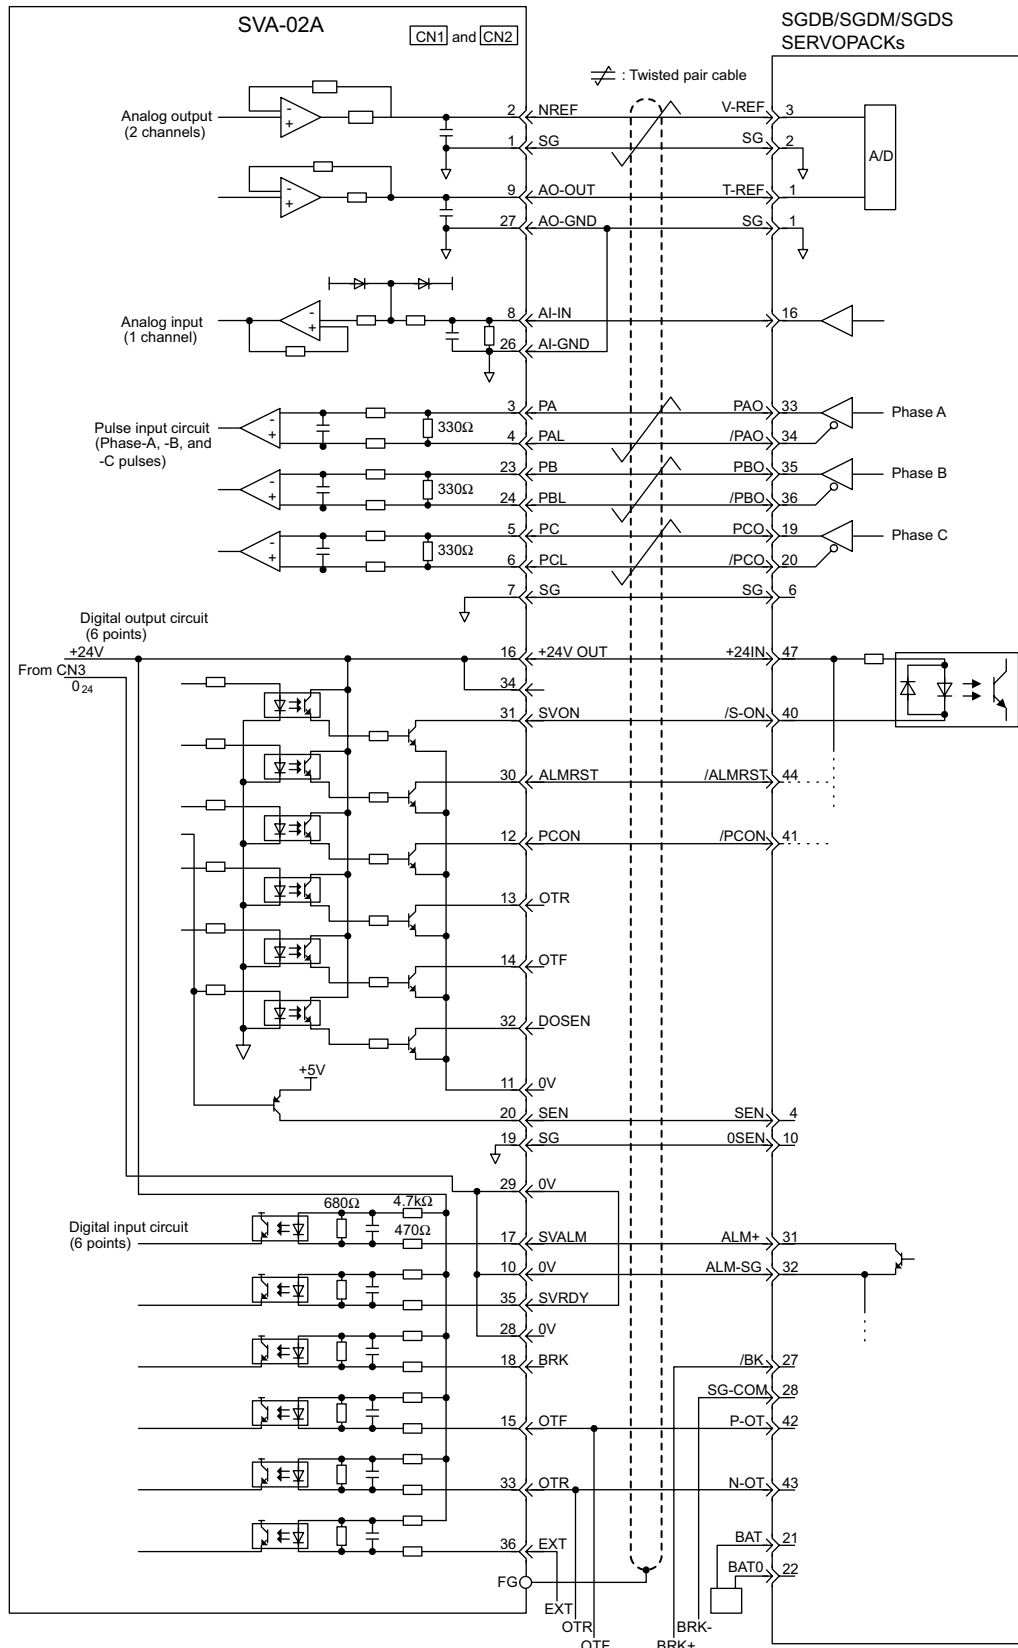 SVA-02A
CN1 and CN2
SGDB/SGDM/SGDS
SERVOPACKs
: Twisted pair cable
Analog output
(2 channels)
2 NREF V-REF 3
1 SG SG 2
A/D
9 AO-OUT T-REF 1
27 AO-GND SG 1
Analog input
(1 channel)
8 AI-IN 16
26 AI-GND
Pulse input circuit
(Phase-A, -B, and
-C pulses)
3 PA PAO 33 Phase A
330Ω
4 PAL /PAO 34
23 PB PBO 35 Phase B
330Ω
24 PBL /PBO 36
5 PC PCO 19 Phase C
330Ω
6 PCL /PCO 20
7 SG SG 6
Digital output circuit
(6 points)
+24V
From CN3
0 24
16 +24V OUT +24IN 47
34
31 SVON /S-ON 40
30 ALMRST /ALMRST 44
12 PCON /PCON 41
13 OTR
14 OTF
32 DOSEN
+5V
11 0V
20 SEN SEN 4
19 SG 0SEN 10
29 0V
680Ω 4.7kΩ
Digital input circuit
(6 points)
470Ω
17 SVALM ALM+ 31
10 0V ALM-SG 32
35 SVRDY
28 0V
18 BRK /BK 27
SG-COM 28
15 OTF P-OT 42
33 OTR N-OT 43
BAT 21
36 EXT
BAT0 22
FG
EXT
OTR
OTF
BRK-
BRK+
- +
- +
- +
- +
- +
- +